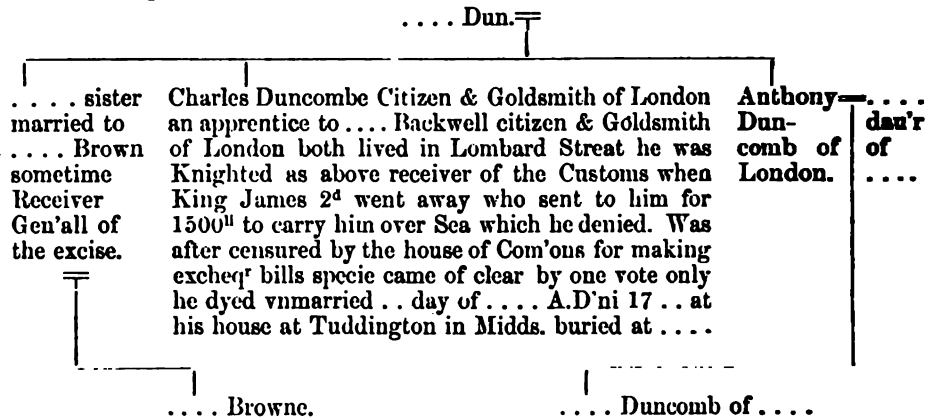 . . . . Dun.
. . . . sister
married to
. . . . Brown
sometime
Receiver
Gen'all of
the excise.
Charles Duncombe Citizen & Goldsmith of London
an apprentice to . . . . Backwell citizen & Goldsmith
of London both lived in Lombard Streat he was
Knighted as above receiver of the Customs when
King James 2ᵈ went away who sent to him for
1500ˡⁱ to carry him over Sea which he denied. Was
after censured by the house of Com'ons for making
excheqʳ bills specie came of clear by one vote only
he dyed vnmarried . . day of . . . . A.D'ni 17 . . at
his house at Tuddington in Midds. buried at . . . .
Anthony
Dun-
comb of
London.
. . . .
dau'r
of
. . . .
. . . . Browne.
. . . . Duncomb of . . . .